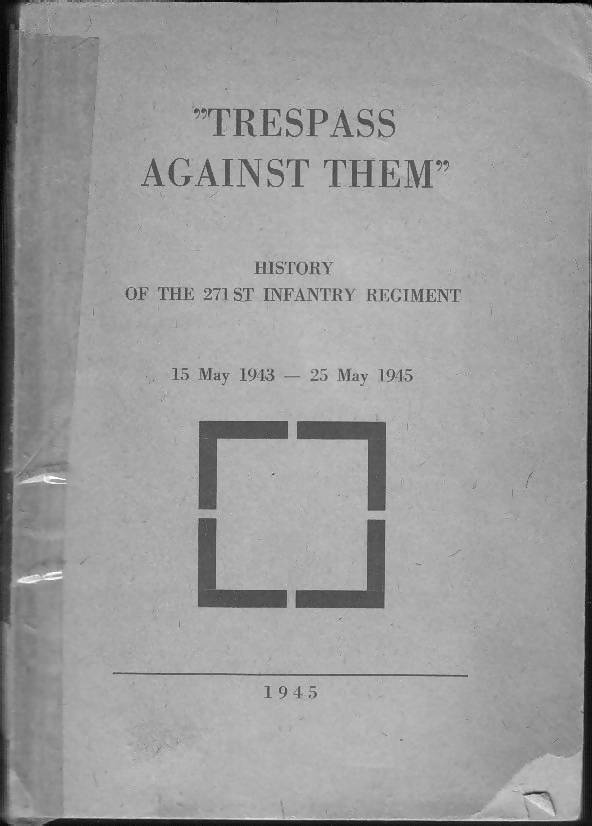 ”TRESPASS
AGAINST THEM”
HISTORY
OF THE 271ST INFANTRY REGIMENT
15 May 1943 — 25 May 1945
1945